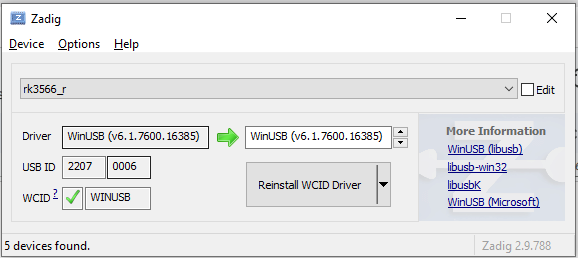 Zadig
Device Options Help
rk3566_r
Edit
Driver WinUSB (v6.1.7600.16385) WinUSB (v6.1.7600.16385)
USB ID 2207 0006
WCID ? WINUSB
Reinstall WCID Driver
More Information
WinUSB (libusb)
libusb-win32
libusbK
WinUSB (Microsoft)
5 devices found.
Zadig 2.9.788